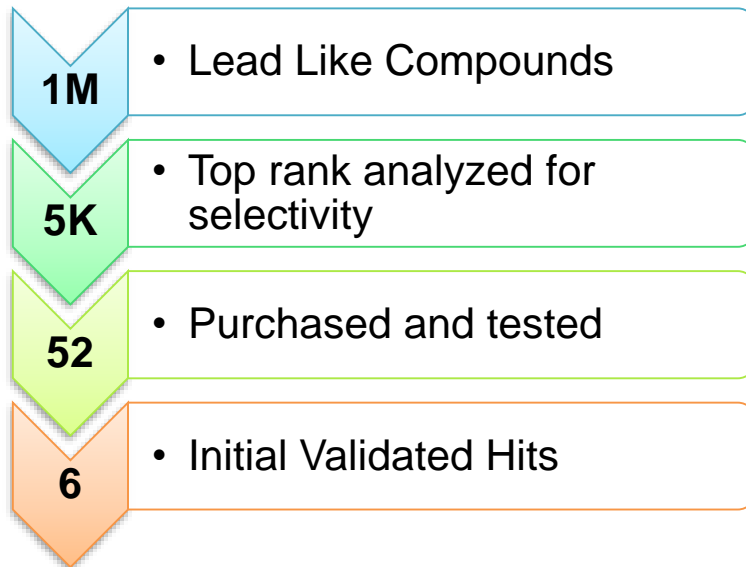 1M
• Lead Like Compounds
5K
• Top rank analyzed for
selectivity
52
• Purchased and tested
6
• Initial Validated Hits